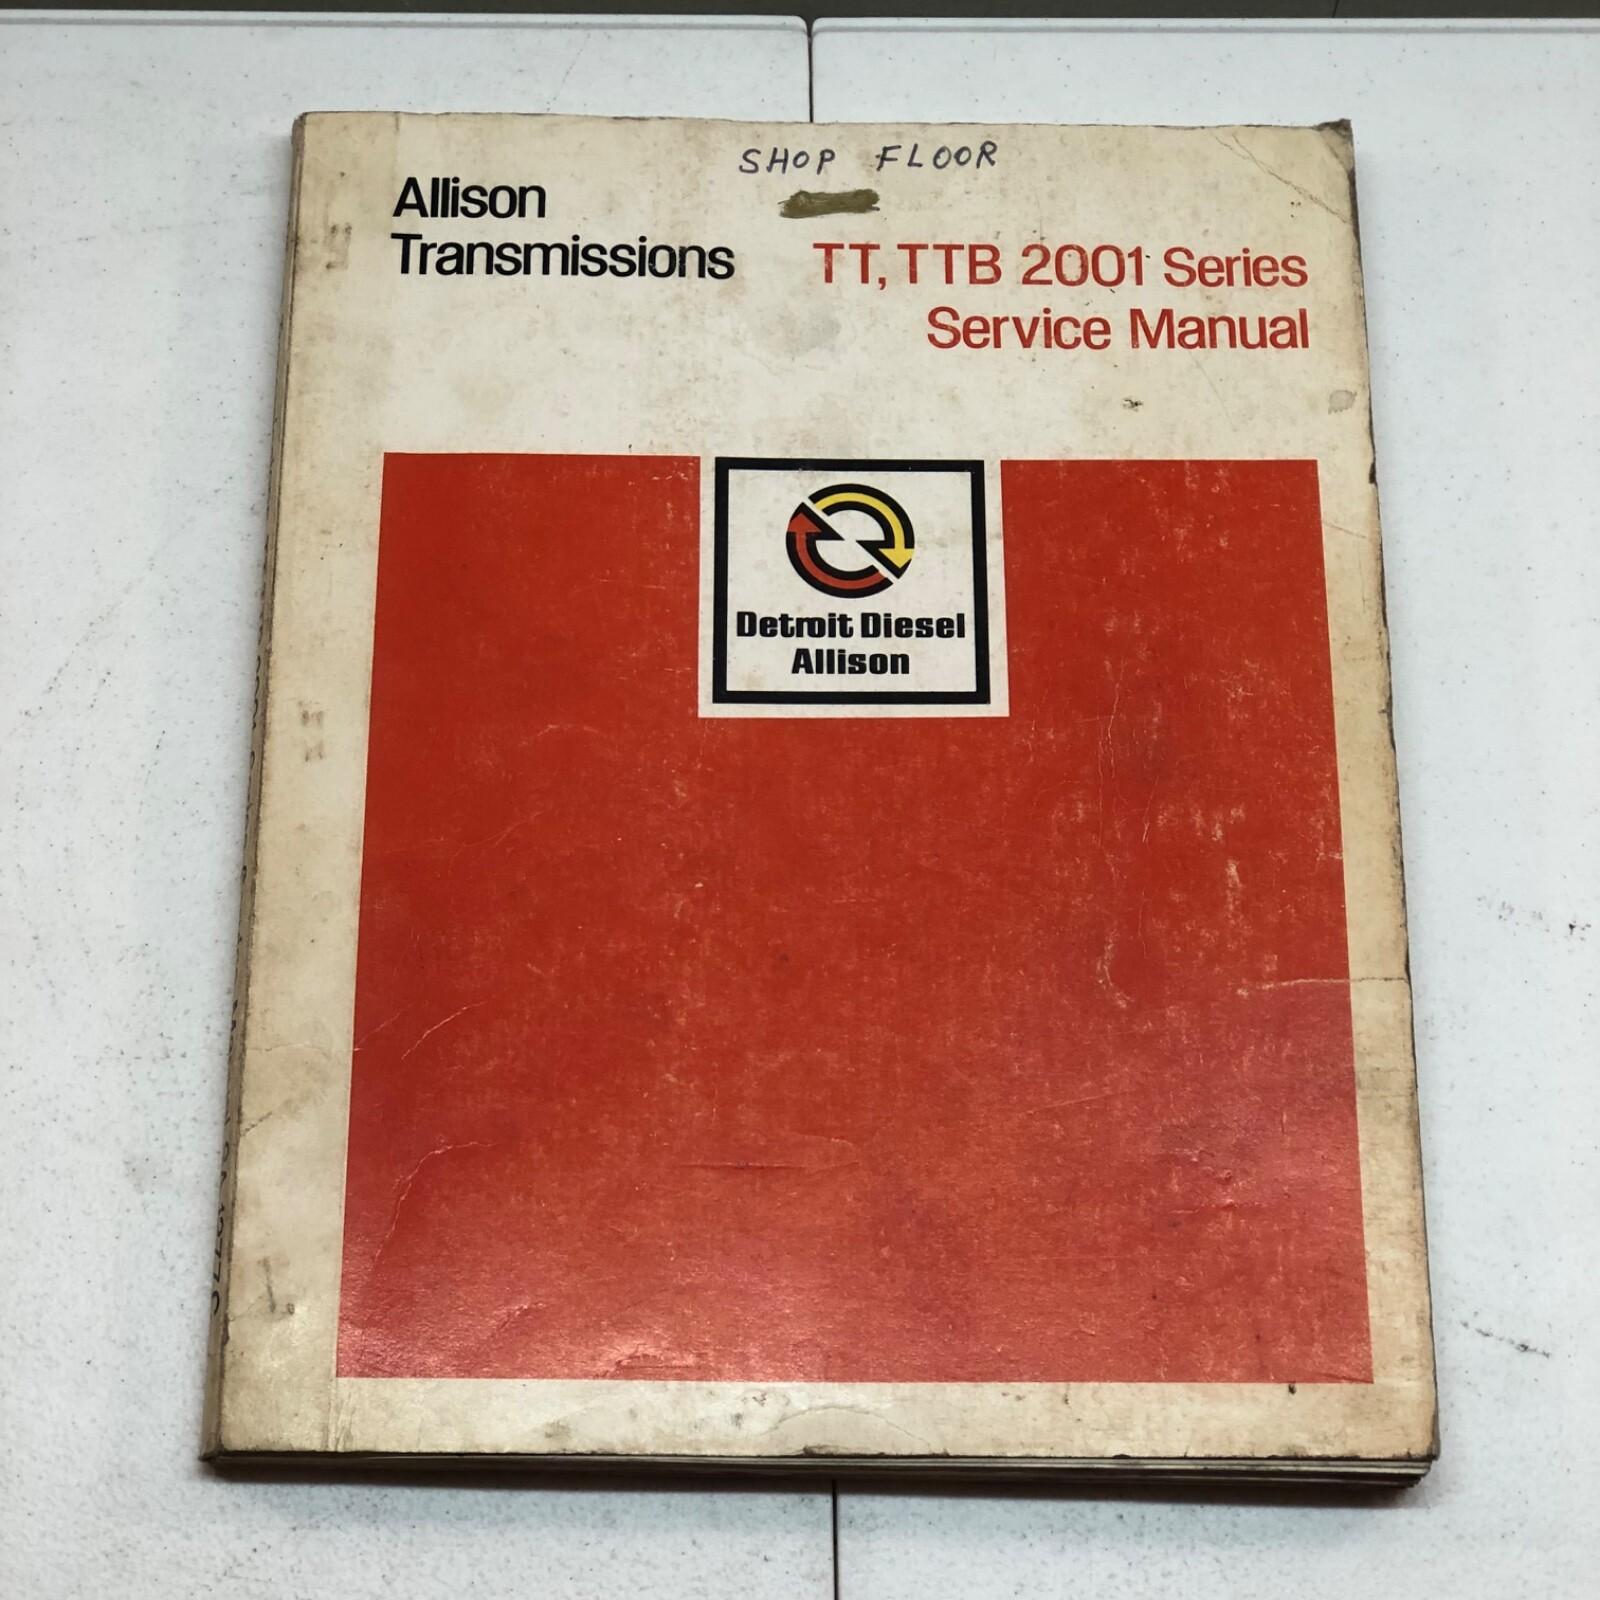 SHOP FLOOR
Allison
Transmissions
TT, TTB 2001 Series
Service Manual
Detroit Diesel
Allison